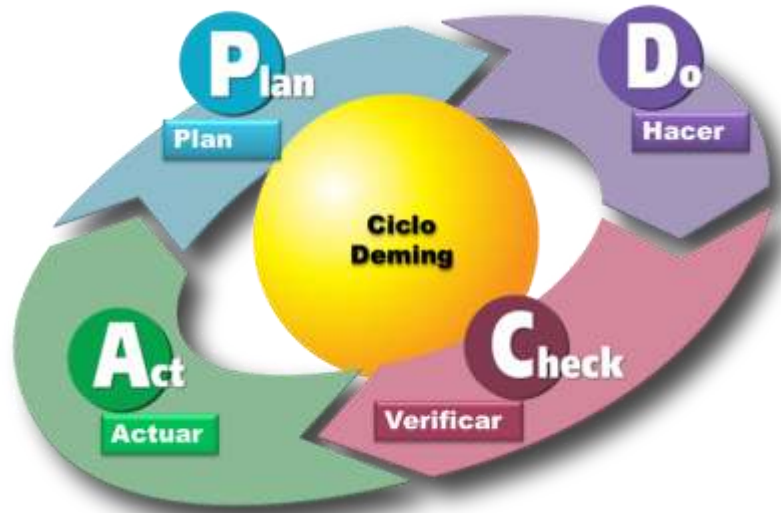 Plan
Plan
Do
Hacer
Ciclo
Deming
Check
Verificar
Act
Actuar